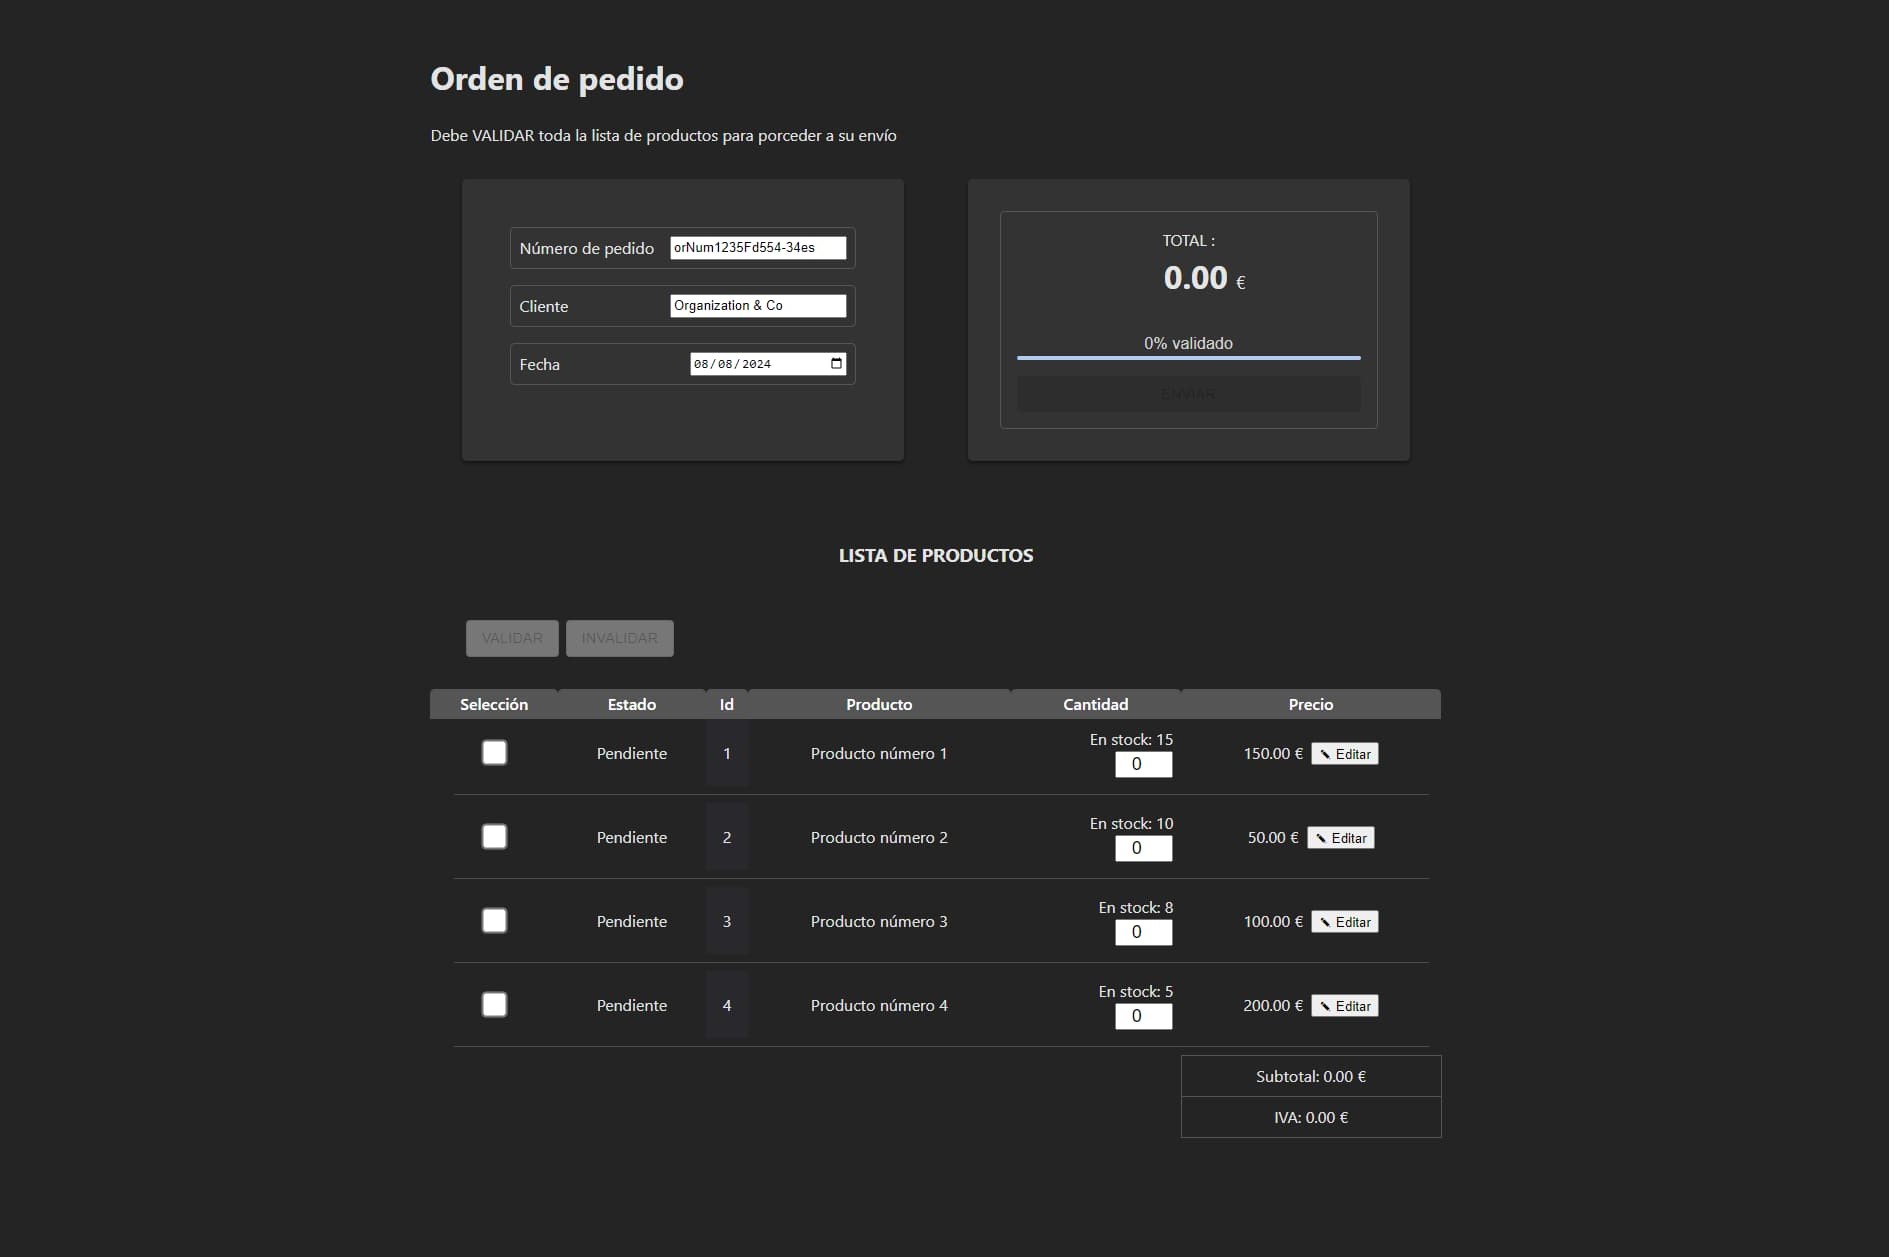 Orden de pedido
Debe VALIDAR toda la lista de productos para porceder a su envío
Número de pedido orNum1235Fd554-34es
Cliente Organization & Co
Fecha 08/08/2024
TOTAL :
0.00 €
0% validado
ENVIAR
LISTA DE PRODUCTOS
VALIDAR INVALIDAR
Selección Estado Id Producto Cantidad Precio
En stock: 15
Pendiente 1 Producto número 1 0 150.00 € Editar
En stock: 10
Pendiente 2 Producto número 2 0 50.00 € Editar
En stock: 8
Pendiente 3 Producto número 3 0 100.00 € Editar
En stock: 5
Pendiente 4 Producto número 4 0 200.00 € Editar
Subtotal: 0.00 €
IVA: 0.00 €